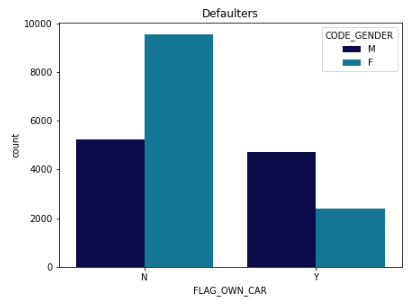 Defaulters
CODE_GENDER
M
F
10000
8000
6000
4000
2000
0
count
N
Y
FLAG_OWN_CAR